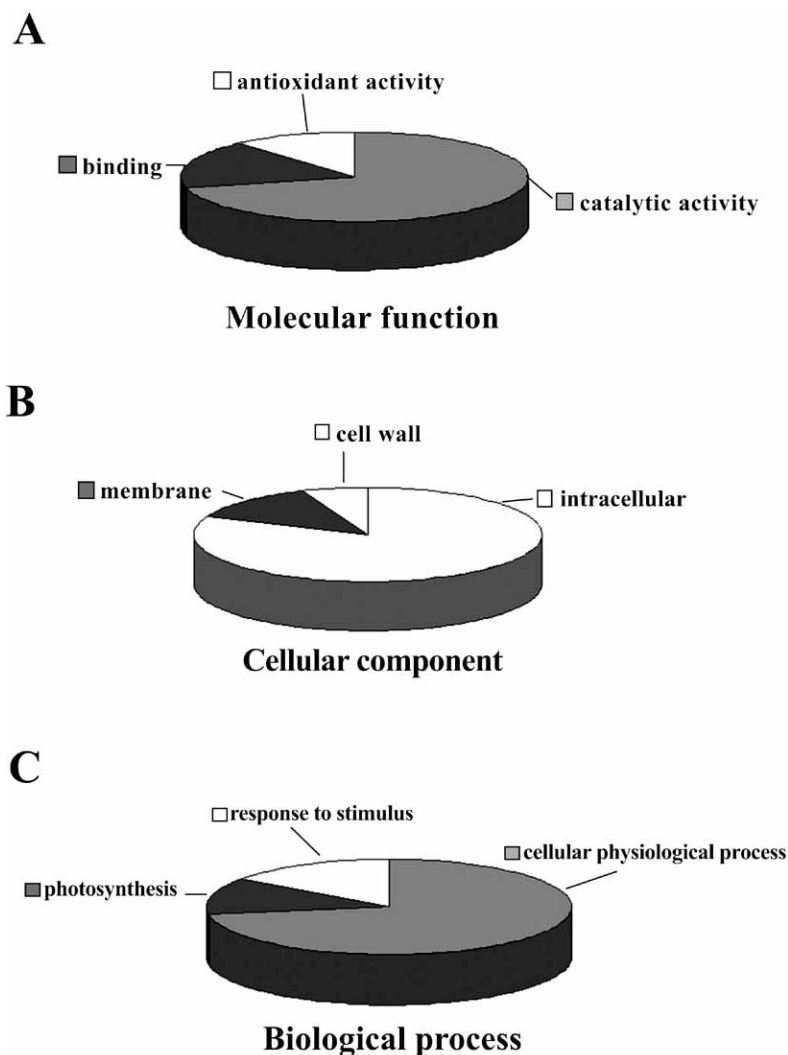 A
antioxidant activity
binding
catalytic activity
Molecular function
B
cell wall
membrane
intracellular
Cellular component
C
response to stimulus
cellular physiological process
photosynthesis
Biological process